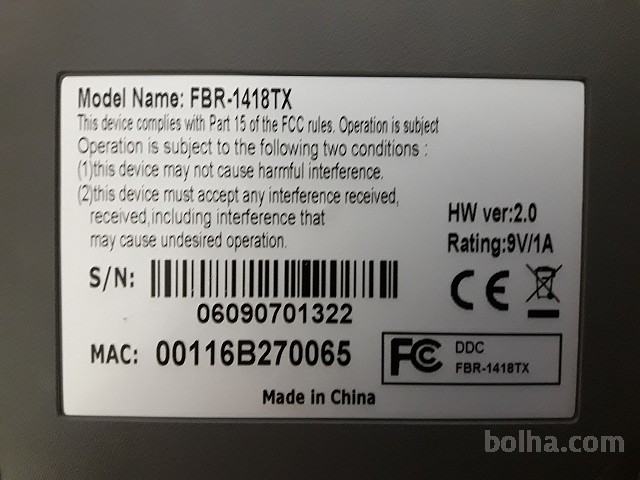 Model Name: FBR-1418TX
This device complies with Part 15 of the FCC rules. Operation is subject
Operation is subject to the following two conditions :
(1)this device may not cause harmful interference.
(2)this device must accept any interference received,
received,including interference that
may cause undesired operation.
HW ver:2.0
Rating:9V/1A
S/N:
06090701322
CE
MAC: 00116B270065
FCC
DDC
FBR-1418TX
Made in China
bolha.com